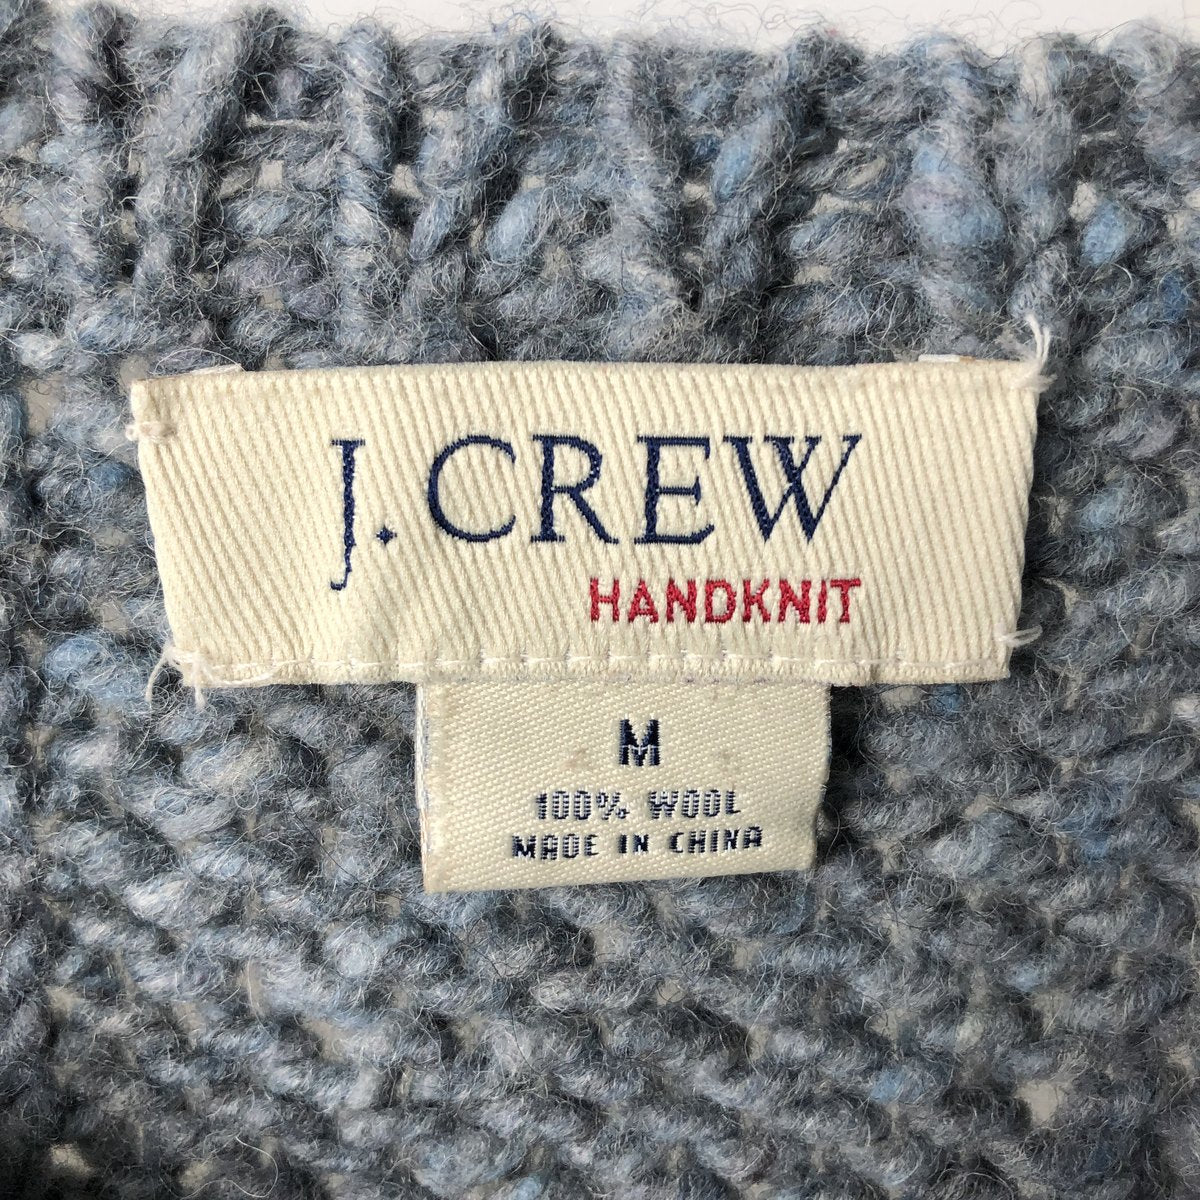 J.CREW
HANDKNIT
M
100% WOOL
MADE IN CHINA